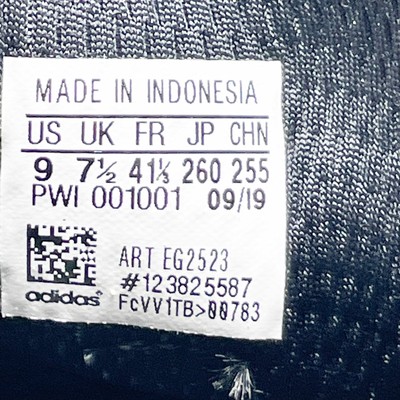 MADE IN INDONESIA
US UK FR JP CHN
9 7½ 41⅓ 260 255
PWI 001001 09/19
ART EG2523
#123825587
adidas
FcVV1TB>00783